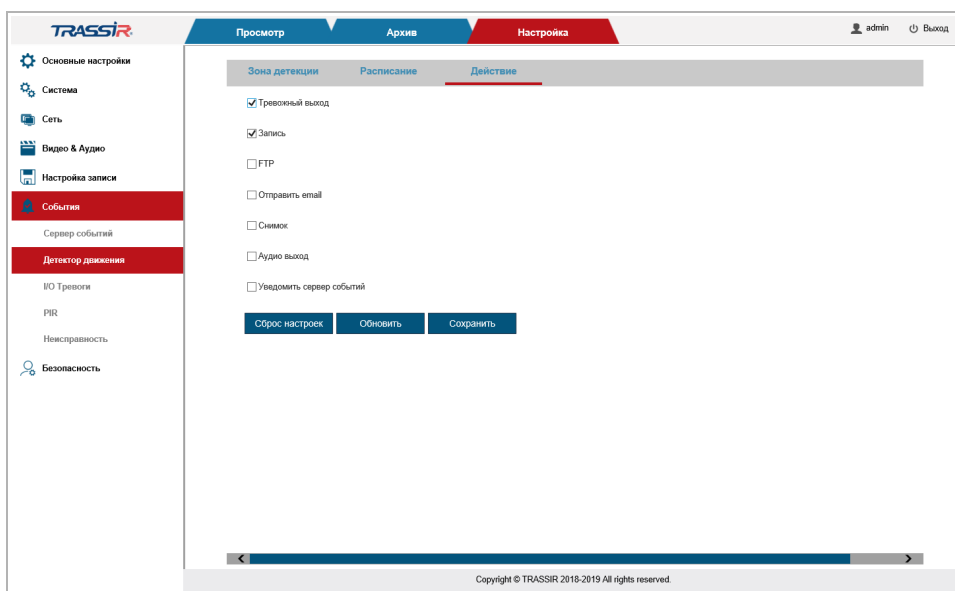 TRASSIR
Просмотр
Архив
Настройка
admin
Выход
Основные настройки
Система
Сеть
Видео & Аудио
Настройка записи
События
Сервер событий
Детектор движения
I/O Тревоги
PIR
Неисправность
Безопасность
Зона детекции
Расписание
Действие
Тревожный выход
Запись
FTP
Отправить email
Снимок
Аудио выход
Уведомить сервер событий
Сброс настроек
Обновить
Сохранить
Copyright © TRASSIR 2018-2019 All rights reserved.